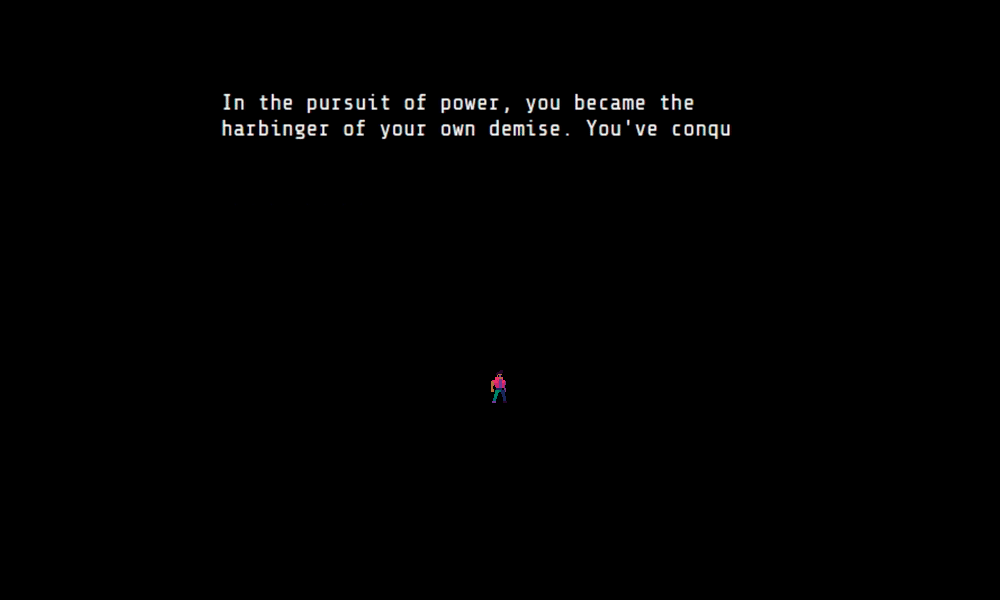 In the pursuit of power, you became the
harbinger of your own demise. You've conqu